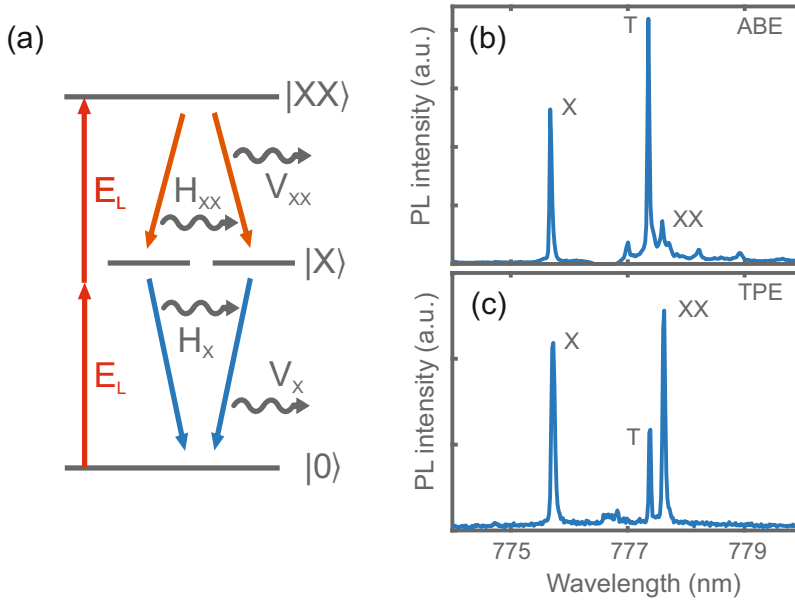 (a)
|XX⟩
E_L
H_XX
V_XX
|X⟩
E_L
H_X
V_X
|0⟩
(b)
ABE
PL intensity (a.u.)
X
T
XX
(c)
TPE
PL intensity (a.u.)
X
T
XX
775
777
779
Wavelength (nm)